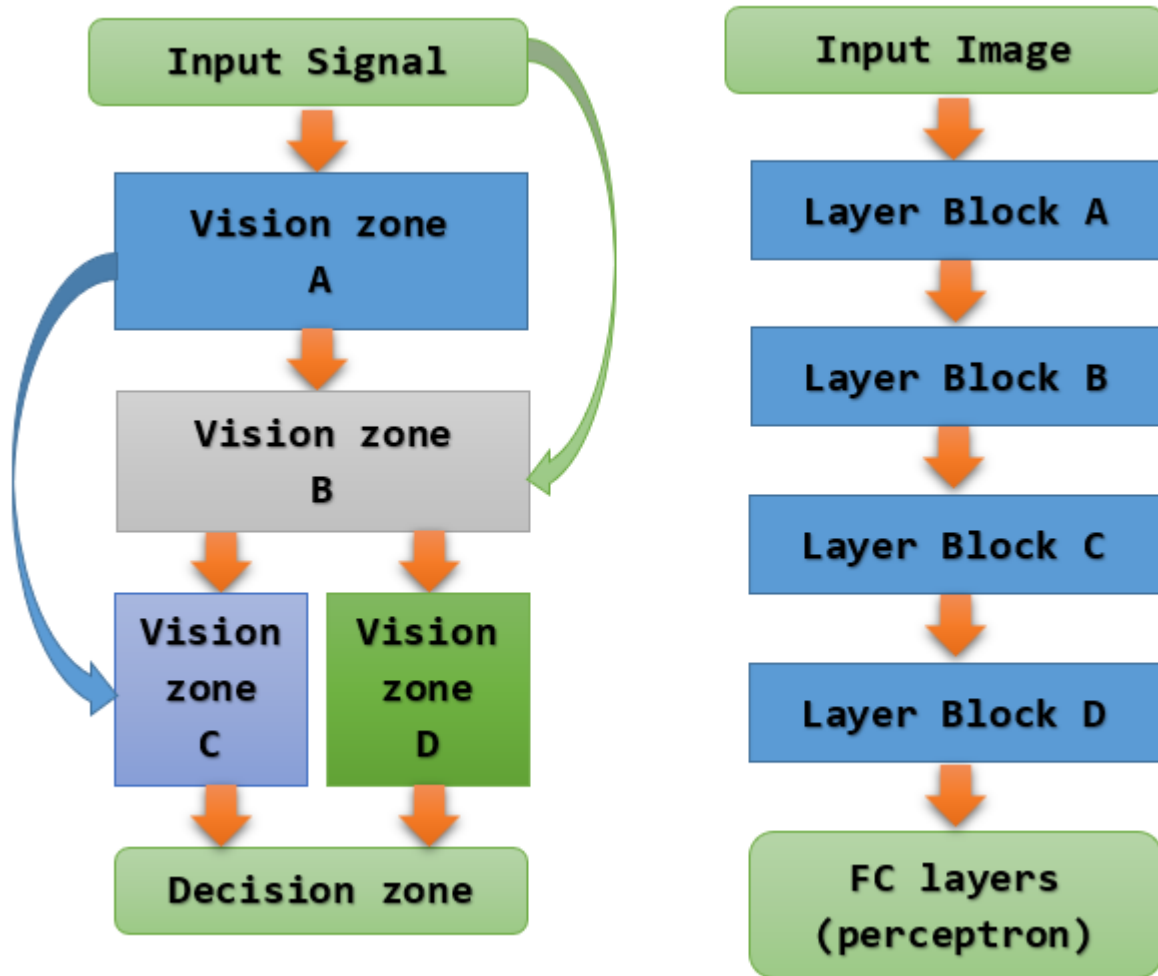 Input Signal
Vision zone
A
Vision zone
B
Vision
zone
C
Vision
zone
D
Decision zone
Input Image
Layer Block A
Layer Block B
Layer Block C
Layer Block D
FC layers
(perceptron)